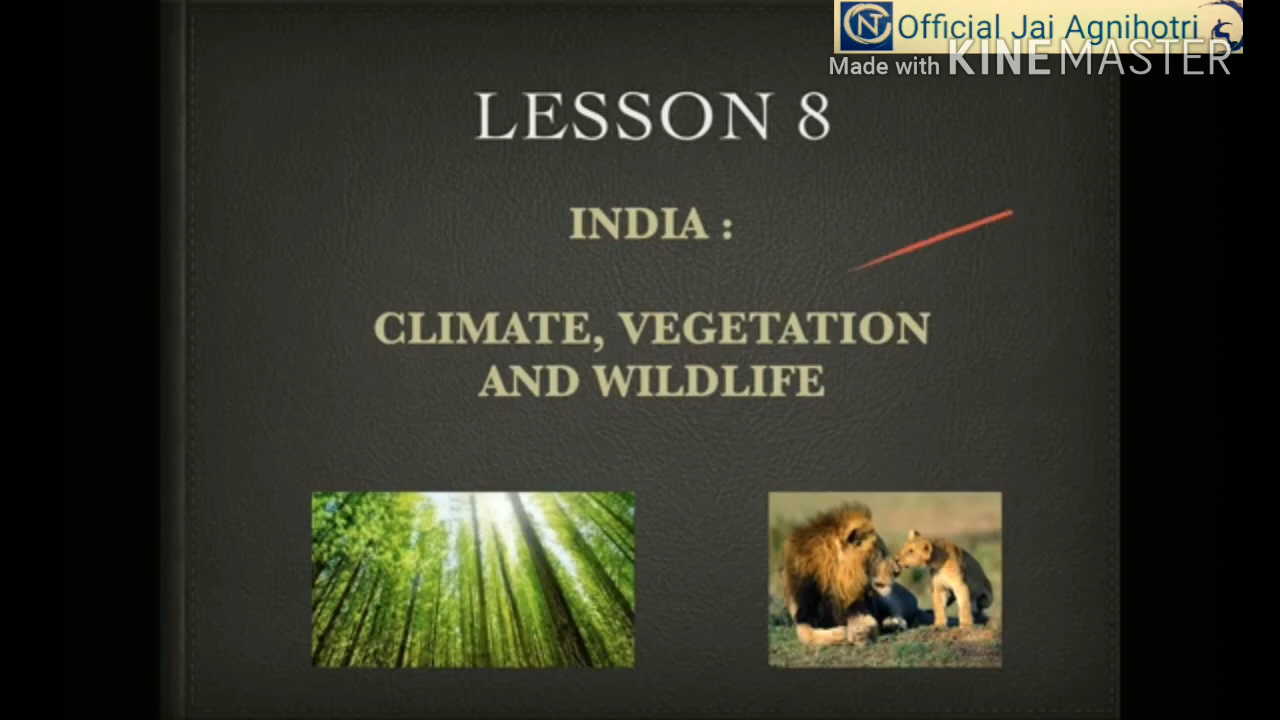 Official Jai Agnihotri
Made with KINEMASTER
LESSON 8
INDIA :
CLIMATE, VEGETATION
AND WILDLIFE